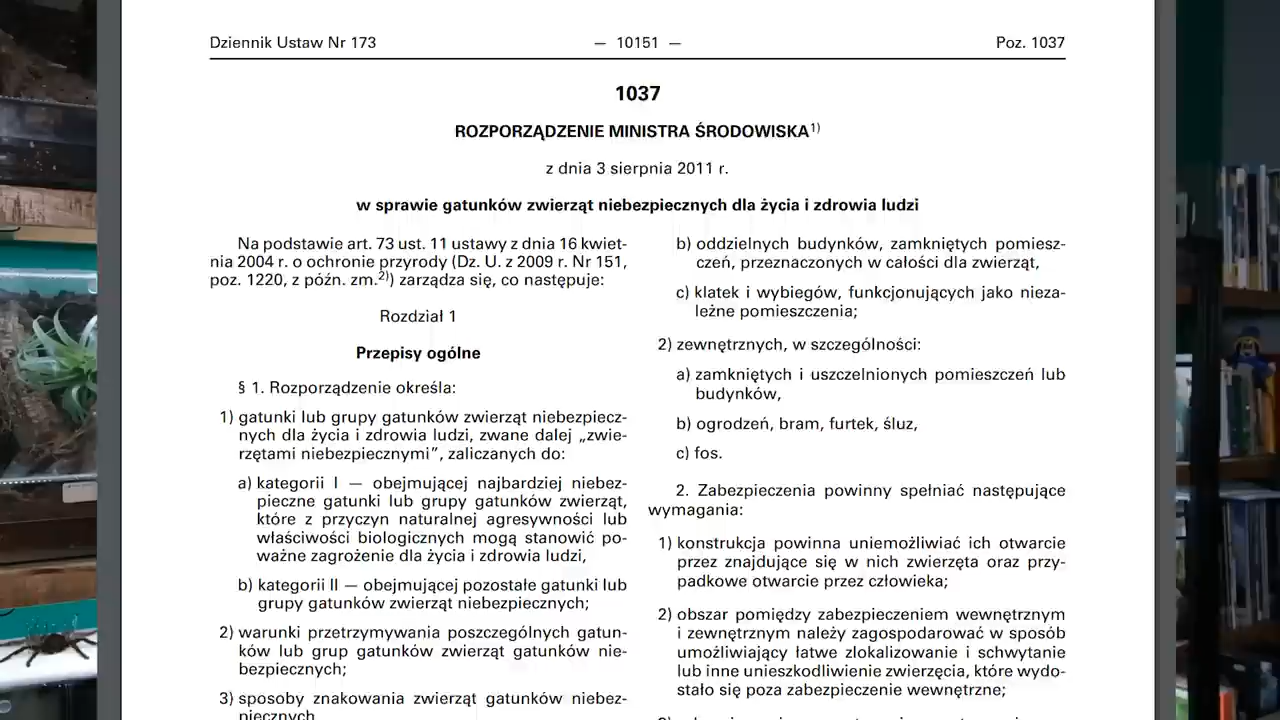 Dziennik Ustaw Nr 173
— 10151 —
Poz. 1037
1037
ROZPORZĄDZENIE MINISTRA ŚRODOWISKA1)
z dnia 3 sierpnia 2011 r.
w sprawie gatunków zwierząt niebezpiecznych dla życia i zdrowia ludzi
Na podstawie art. 73 ust. 11 ustawy z dnia 16 kwiet-
nia 2004 r. o ochronie przyrody (Dz. U. z 2009 r. Nr 151,
poz. 1220, z późn. zm.2)) zarządza się, co następuje:
Rozdział 1
Przepisy ogólne
§ 1. Rozporządzenie określa:
1) gatunki lub grupy gatunków zwierząt niebezpiecz-
nych dla życia i zdrowia ludzi, zwane dalej „zwie-
rzętami niebezpiecznymi”, zaliczanych do:
a) kategorii I — obejmującej najbardziej niebez-
pieczne gatunki lub grupy gatunków zwierząt,
które z przyczyn naturalnej agresywności lub
właściwości biologicznych mogą stanowić po-
ważne zagrożenie dla życia i zdrowia ludzi,
b) kategorii II — obejmującej pozostałe gatunki lub
grupy gatunków zwierząt niebezpiecznych;
2) warunki przetrzymywania poszczególnych gatun-
ków lub grup gatunków zwierząt gatunków nie-
bezpiecznych;
3) sposoby znakowania zwierząt gatunków niebez-
piecznych
b) oddzielnych budynków, zamkniętych pomiesz-
czeń, przeznaczonych w całości dla zwierząt,
c) klatek i wybiegów, funkcjonujących jako nieza-
leżne pomieszczenia;
2) zewnętrznych, w szczególności:
a) zamkniętych i uszczelnionych pomieszczeń lub
budynków,
b) ogrodzeń, bram, furtek, śluz,
c) fos.
2. Zabezpieczenia powinny spełniać następujące
wymagania:
1) konstrukcja powinna uniemożliwiać ich otwarcie
przez znajdujące się w nich zwierzęta oraz przy-
padkowe otwarcie przez człowieka;
2) obszar pomiędzy zabezpieczeniem wewnętrznym
i zewnętrznym należy zagospodarować w sposób
umożliwiający łatwe zlokalizowanie i schwytanie
lub inne unieszkodliwienie zwierzęcia, które wydo-
stało się poza zabezpieczenie wewnętrzne;